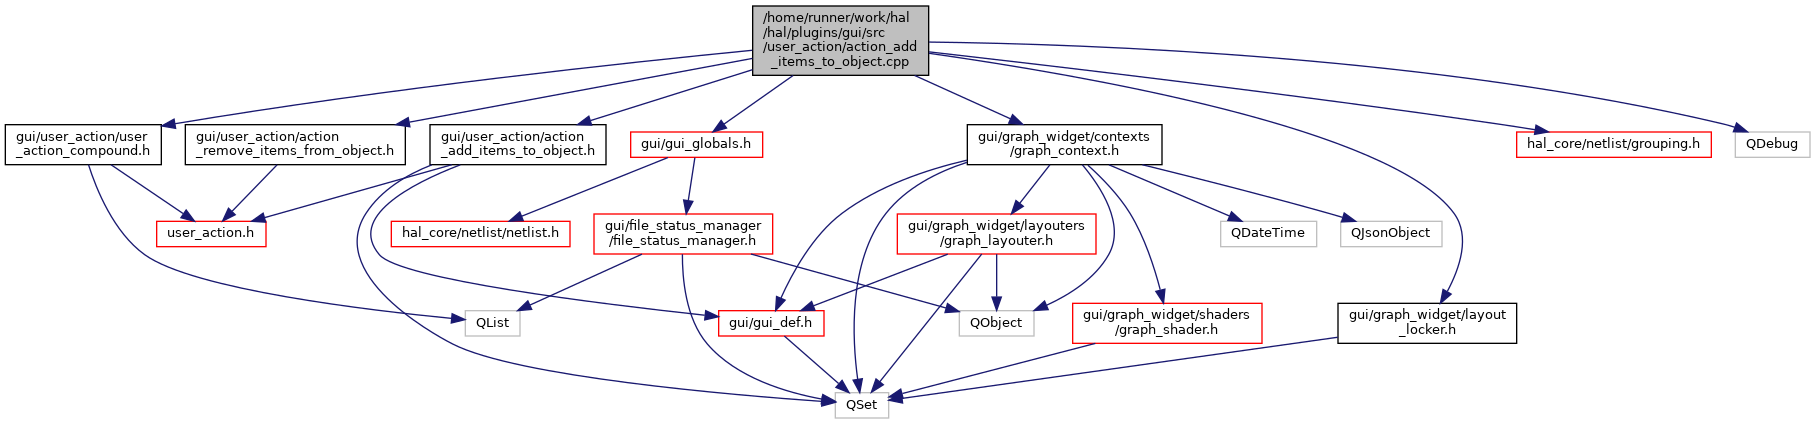 /home/runner/work/hal
/hal/plugins/gui/src
/user_action/action_add
_items_to_object.cpp
gui/user_action/user
_action_compound.h
gui/user_action/action
_remove_items_from_object.h
gui/user_action/action
_add_items_to_object.h
gui/gui_globals.h
gui/graph_widget/contexts
/graph_context.h
hal_core/netlist/grouping.h
QDebug
user_action.h
hal_core/netlist/netlist.h
gui/file_status_manager
/file_status_manager.h
gui/graph_widget/layouters
/graph_layouter.h
QDateTime
QJsonObject
QList
gui/gui_def.h
QObject
gui/graph_widget/shaders
/graph_shader.h
gui/graph_widget/layout
_locker.h
QSet